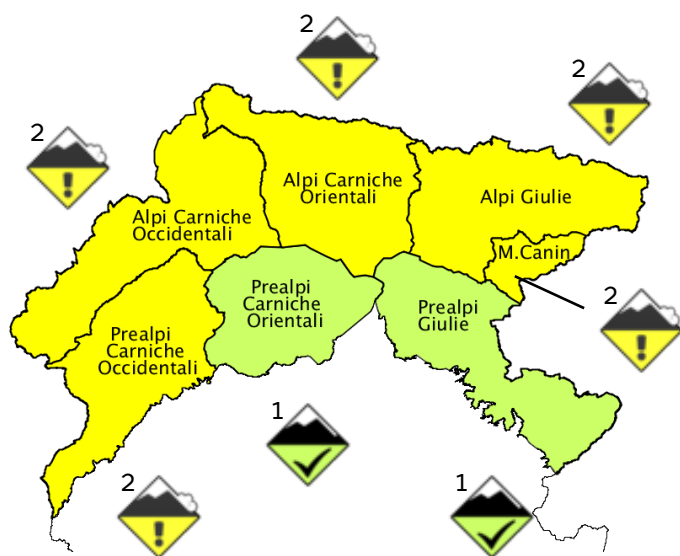 2
2
2
Alpi Carniche
Occidentali
Alpi Carniche
Orientali
Alpi Giulie
M.Canin
Prealpi
Carniche
Occidentali
Prealpi
Carniche
Orientali
Prealpi
Giulie
2
1
2
1